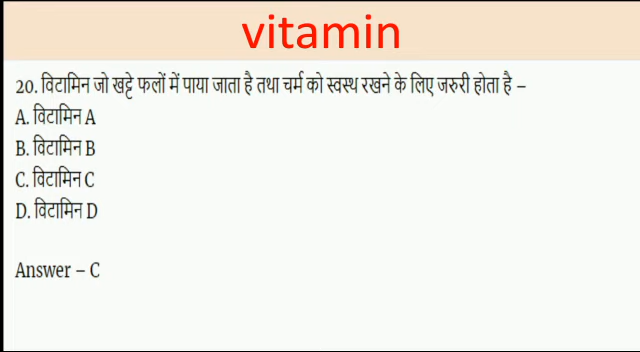 vitamin
20. विटामिन जो खट्टे फलों में पाया जाता है तथा चर्म को स्वस्थ रखने के लिए जरुरी होता है –
A. विटामिन A
B. विटामिन B
C. विटामिन C
D. विटामिन D
Answer – C